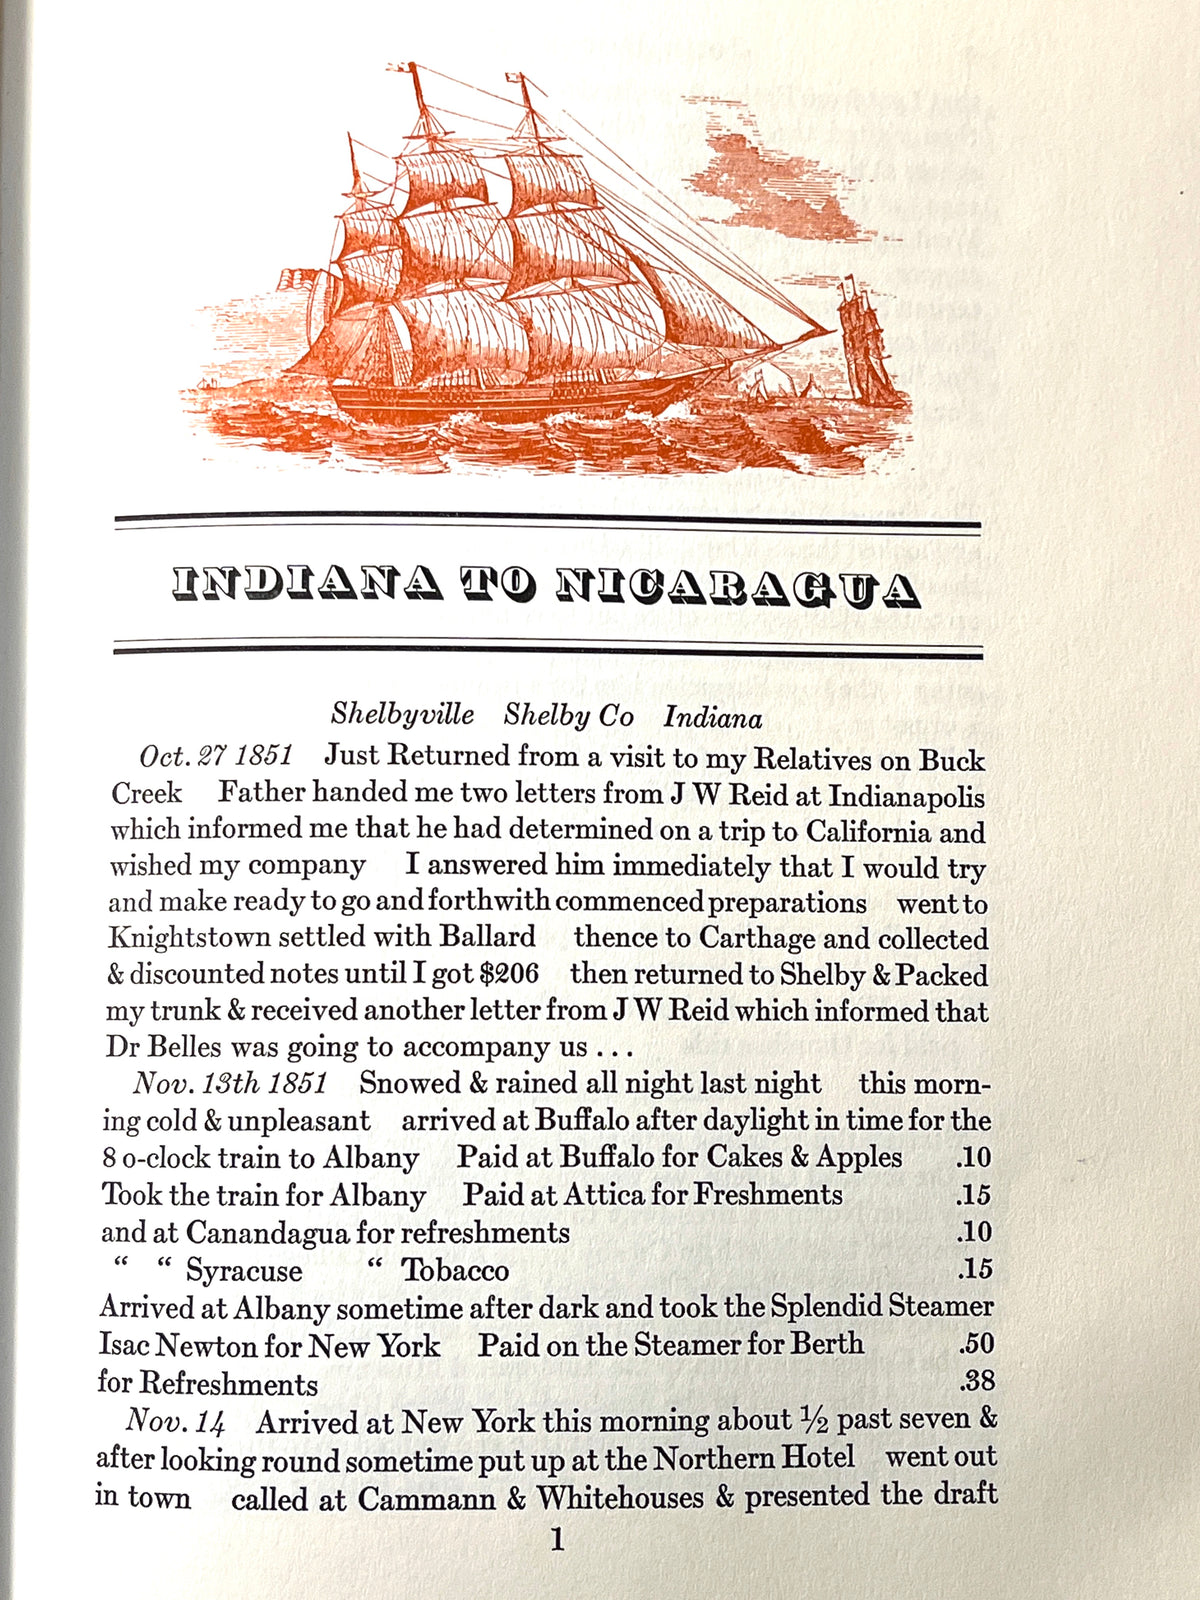 INDIANA TO NICARAGUA
Shelbyville Shelby Co Indiana
Oct. 27 1851 Just Returned from a visit to my Relatives on Buck
Creek Father handed me two letters from J W Reid at Indianapolis
which informed me that he had determined on a trip to California and
wished my company I answered him immediately that I would try
and make ready to go and forthwith commenced preparations went to
Knightstown settled with Ballard thence to Carthage and collected
& discounted notes until I got $206 then returned to Shelby & Packed
my trunk & received another letter from J W Reid which informed that
Dr Belles was going to accompany us . . .
Nov. 13th 1851 Snowed & rained all night last night this morn-
ing cold & unpleasant arrived at Buffalo after daylight in time for the
8 o-clock train to Albany Paid at Buffalo for Cakes & Apples .10
Took the train for Albany Paid at Attica for Freshments .15
and at Canandagua for refreshments .10
“ “ Syracuse “ Tobacco .15
Arrived at Albany sometime after dark and took the Splendid Steamer
Isac Newton for New York Paid on the Steamer for Berth .50
for Refreshments .38
Nov. 14 Arrived at New York this morning about ½ past seven &
after looking round sometime put up at the Northern Hotel went out
in town called at Cammann & Whitehouses & presented the draft
1